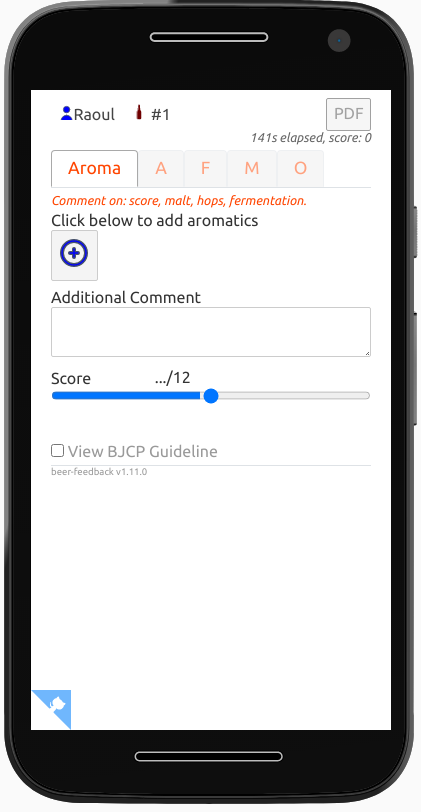 Raoul #1 PDF
141s elapsed, score: 0
Aroma A F M O
Comment on: score, malt, hops, fermentation.
Click below to add aromatics
Additional Comment
Score .../12
View BJCP Guideline
beer-feedback v1.11.0